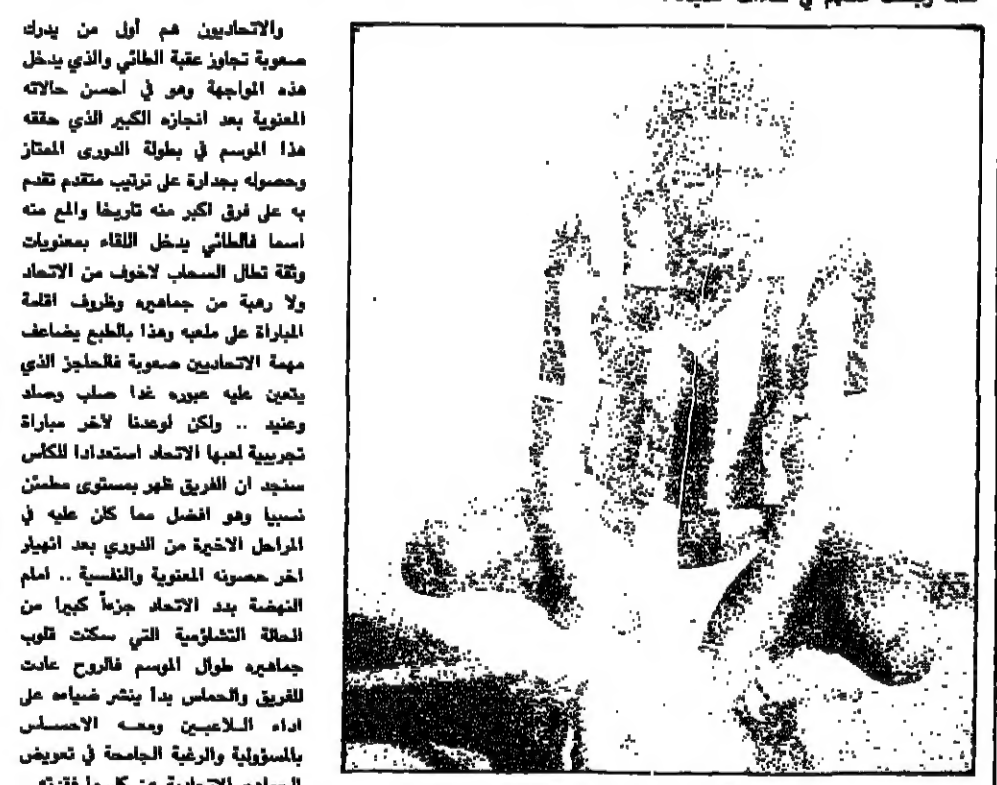 والاتحاديون هم أول من يدرك
صعوبة تجاوز عقبة الطائي والذي يدخل
هذه المواجهة وهو في أحسن حالاته
المعنوية بعد انجازه الكبير الذي حققه
هذا الموسم في بطولة الدورى الممتاز
وحصوله بجدارة على ترتيب متقدم تقدم
به على فرق اكبر منه تاريخا والمع منه
اسما فالطائي يدخل اللقاء بمعنويات
وثقة تطال السحاب لاخوف من الاتحاد
ولا رهبة من جماهيره وظروف اقامة
المباراة على ملعبه وهذا بالطبع يضاعف
مهمة الاتحاديين صعوبة فالحاجز الذي
يتعين عليه عبوره غدا صلب وصلد
وعنيد .. ولكن لوعدنا لآخر مباراة
تجريبية لعبها الاتحاد استعدادا للكأس
سنجد ان الفريق ظهر بمستوى مطمئن
نسبيا وهو افضل مما كان عليه في
المراحل الاخيرة من الدوري بعد انهيار
اخر حصونه المعنوية والنفسية .. امام
النهضة بدد الاتحاد جزءاً كبيرا من
الحالة التشاؤمية التي سكنت قلوب
جماهيره طوال الموسم فالروح عادت
للفريق والحماس بدأ ينشر ضياءه على
اداء اللاعبين ومعه الاحساس
بالمسؤولية والرغبة الجامحة في تعويض